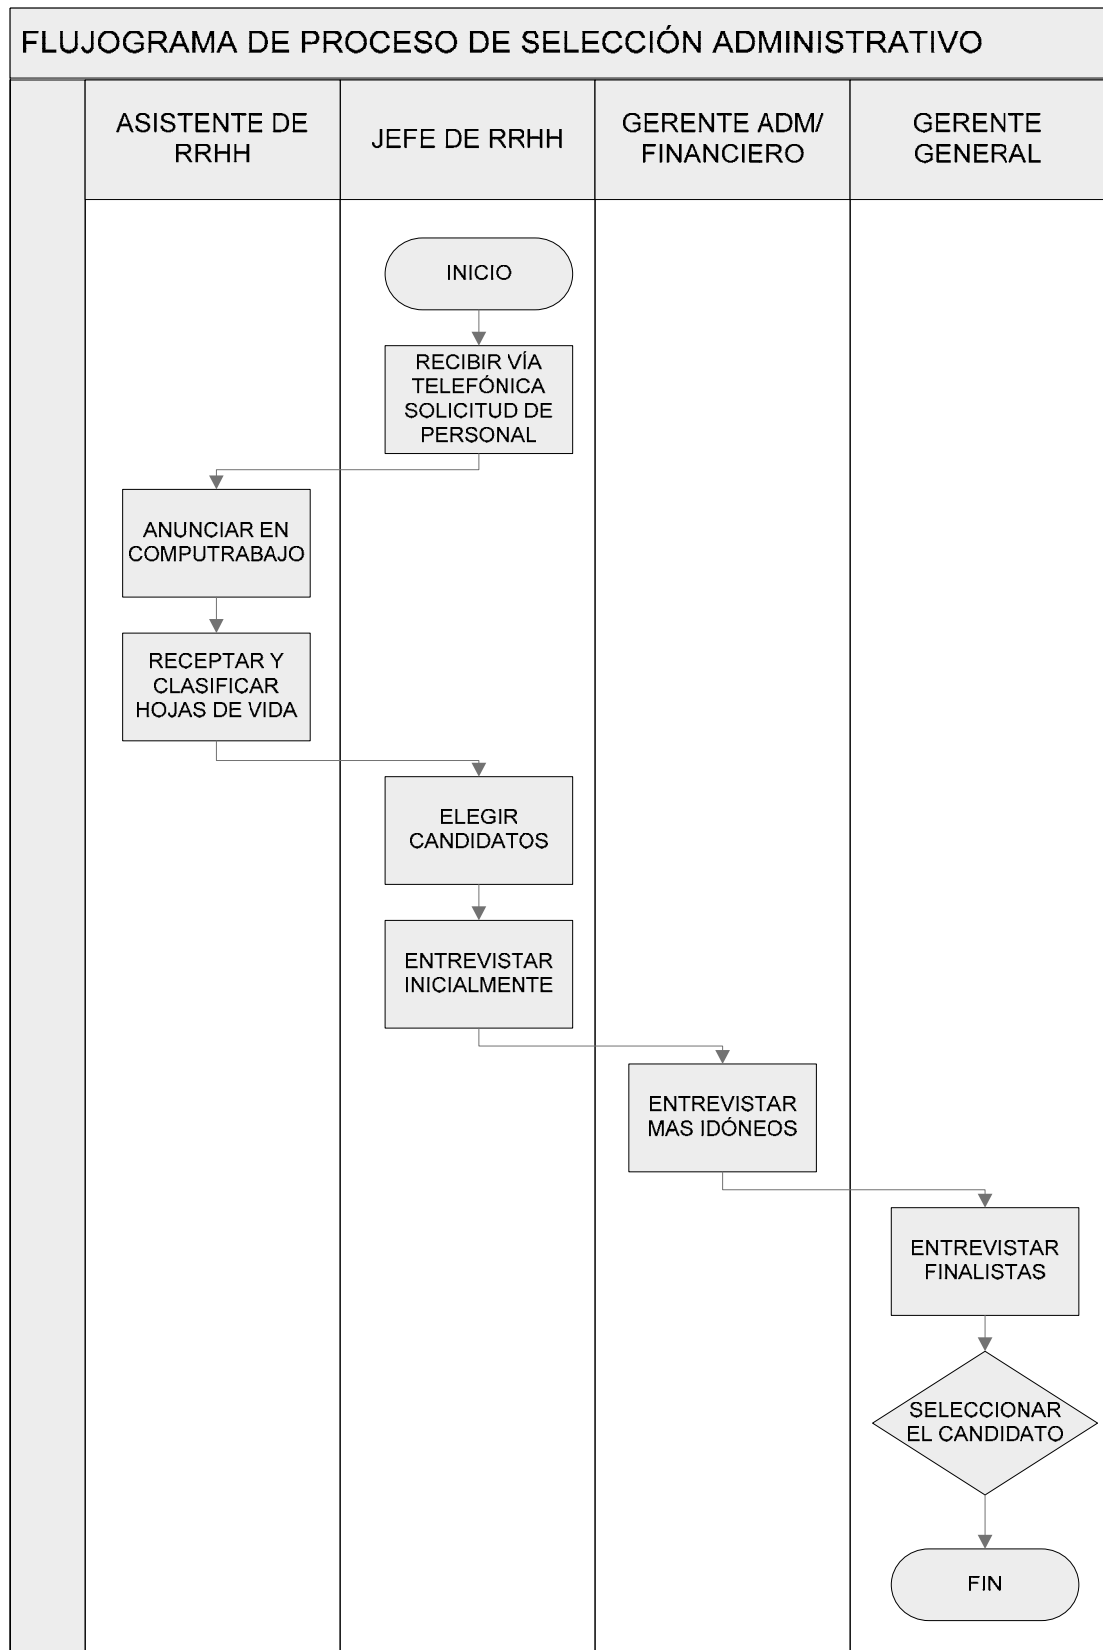 FLUJOGRAMA DE PROCESO DE SELECCIÓN ADMINISTRATIVO
ASISTENTE DE
RRHH
JEFE DE RRHH
GERENTE ADM/
FINANCIERO
GERENTE
GENERAL
INICIO
RECIBIR VÍA
TELEFÓNICA
SOLICITUD DE
PERSONAL
ANUNCIAR EN
COMPUTRABAJO
RECEPTAR Y
CLASIFICAR
HOJAS DE VIDA
ELEGIR
CANDIDATOS
ENTREVISTAR
INICIALMENTE
ENTREVISTAR
MAS IDÓNEOS
ENTREVISTAR
FINALISTAS
SELECCIONAR
EL CANDIDATO
FIN